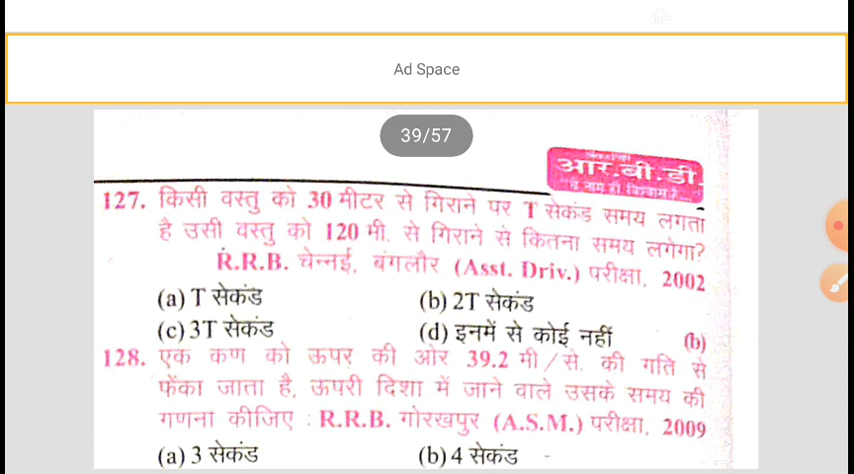 Ad Space
39/57
आर.बी.डी.
127. किसी वस्तु को 30 मीटर से गिराने पर T सेकंड समय लगता
है उसी वस्तु को 120 मी. से गिराने से कितना समय लगेगा?
R.R.B. चेन्नई, बंगलौर (Asst. Driv.) परीक्षा, 2002
(a) T सेकंड (b) 2T सेकंड
(c) 3T सेकंड (d) इनमें से कोई नहीं (b)
128. एक कण को ऊपर की ओर 39.2 मी/से. की गति से
फेंका जाता है, ऊपरी दिशा में जाने वाले उसके समय की
गणना कीजिए : R.R.B. गोरखपुर (A.S.M.) परीक्षा, 2009
(a) 3 सेकंड (b) 4 सेकंड